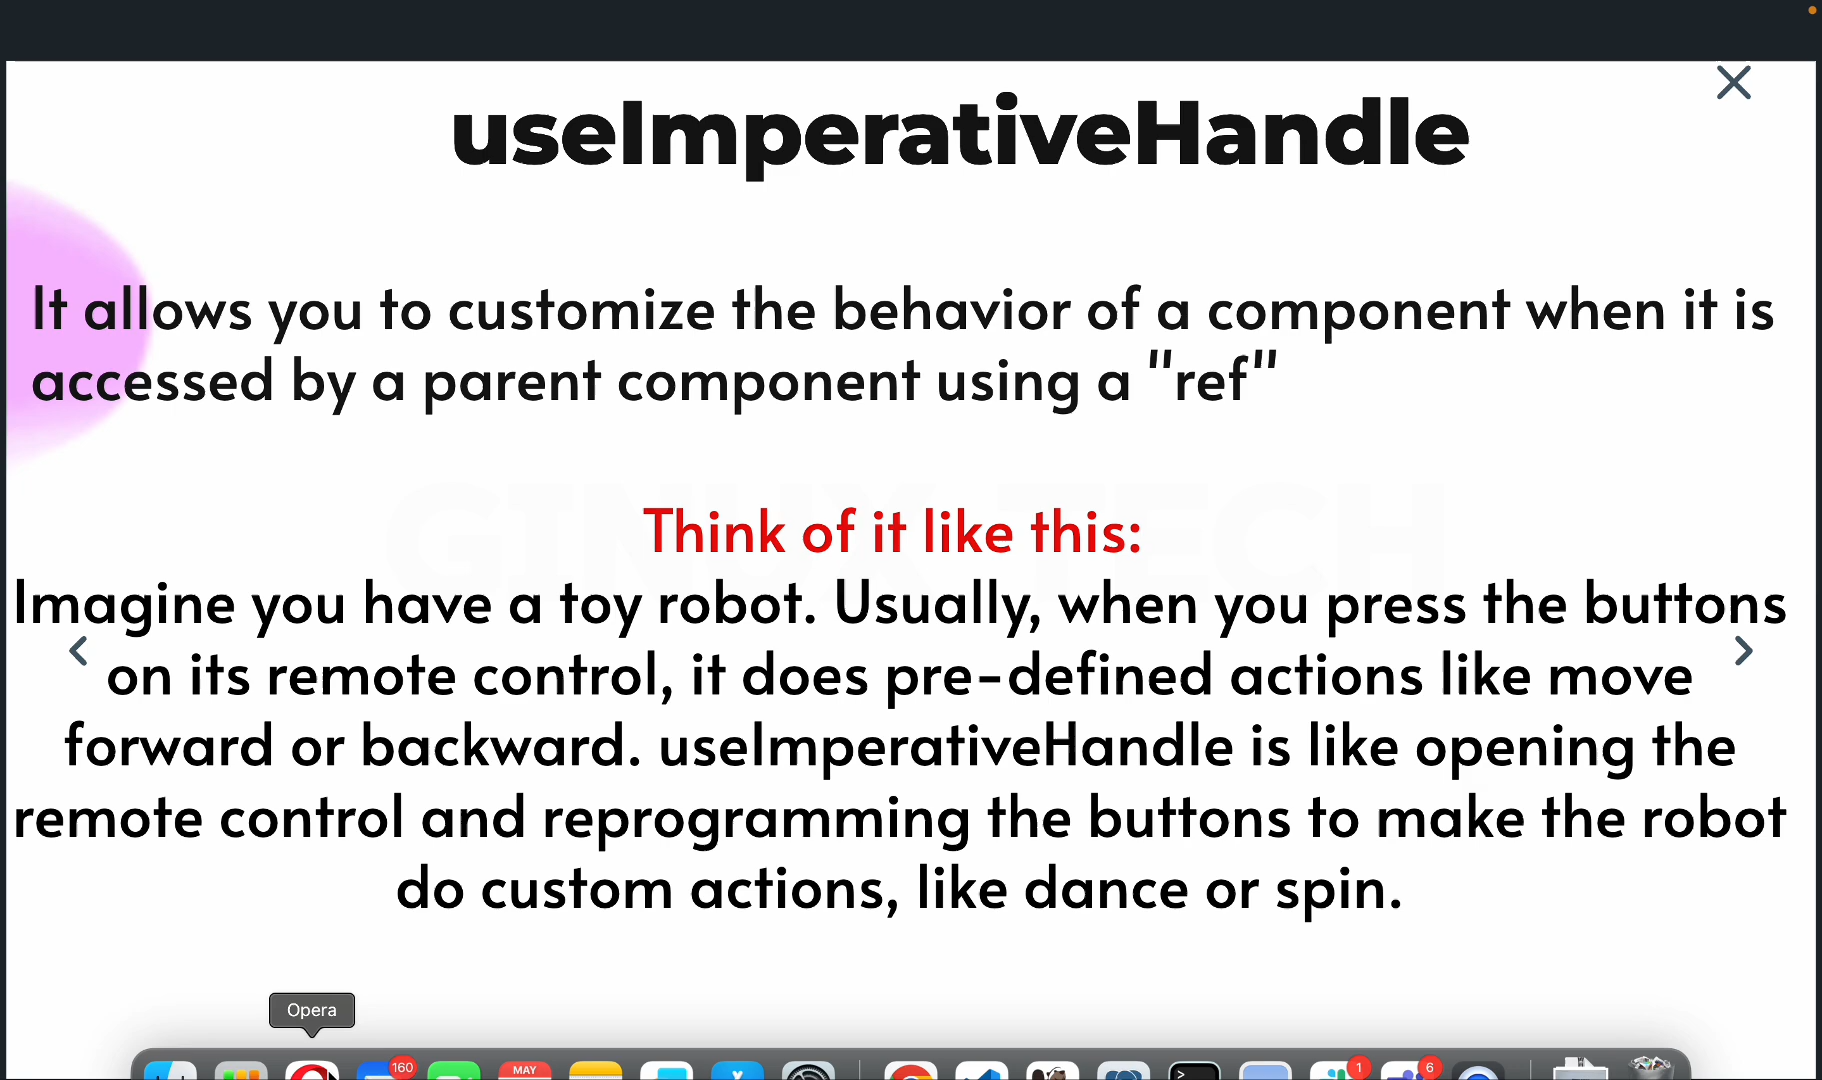 useImperativeHandle
It allows you to customize the behavior of a component when it is
accessed by a parent component using a "ref"
GINUX TECH
Think of it like this:
Imagine you have a toy robot. Usually, when you press the buttons
on its remote control, it does pre-defined actions like move
forward or backward. useImperativeHandle is like opening the
remote control and reprogramming the buttons to make the robot
do custom actions, like dance or spin.
Opera
160
MAY
1
6